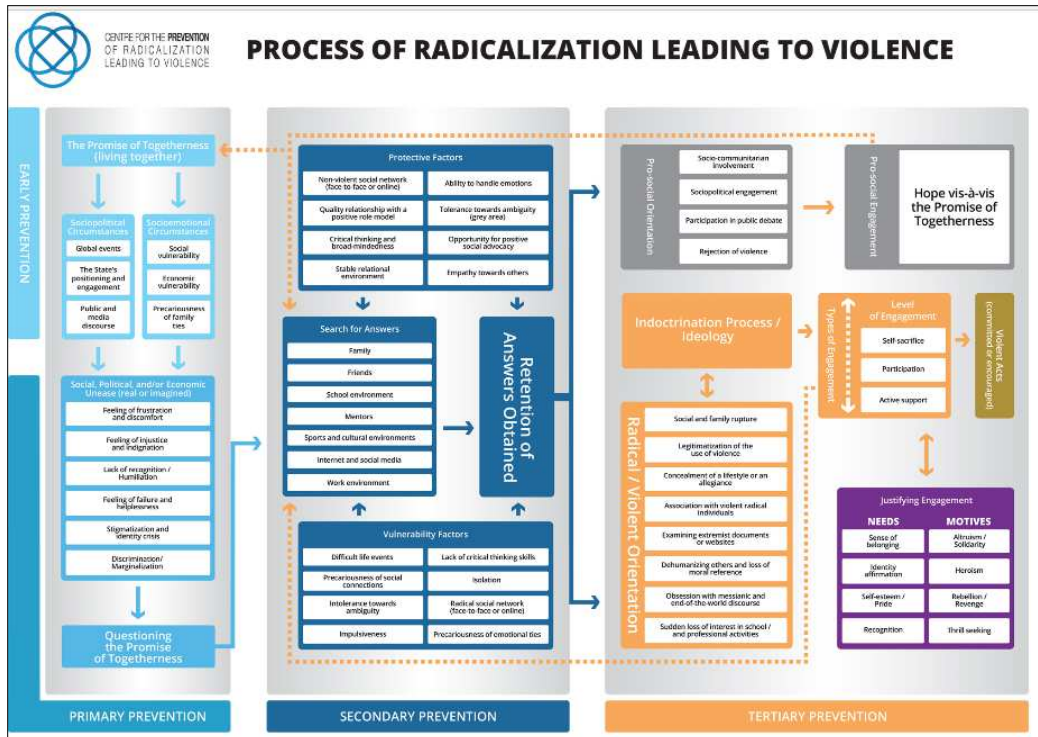 CENTRE FOR THE PREVENTION
OF RADICALIZATION
LEADING TO VIOLENCE
PROCESS OF RADICALIZATION LEADING TO VIOLENCE
EARLY PREVENTION
The Promise of Togetherness
(living together)
Sociopolitical
Circumstances
Global events
The State's
positioning and
engagement
Public and
media
discourse
Socioemotional
Circumstances
Social
vulnerability
Economic
vulnerability
Precariousness
of family
ties
Social, Political, and/or Economic
Unease (real or imagined)
Feeling of frustration
and discomfort
Feeling of injustice
and indignation
Lack of recognition /
Humiliation
Feeling of failure and
helplessness
Stigmatization and
identity crisis
Discrimination/
Marginalization
Questioning
the Promise
of Togetherness
PRIMARY PREVENTION
Protective Factors
Non-violent social network
(face-to-face or online)
Ability to handle emotions
Quality relationship with a
positive role model
Tolerance towards ambiguity
(grey area)
Critical thinking and
broad-mindedness
Opportunity for positive
social advocacy
Stable relational
environment
Empathy towards others
Search for Answers
Family
Friends
School environment
Mentors
Sports and cultural environments
Internet and social media
Work environment
Retention of
Answers Obtained
Vulnerability Factors
Difficult life events
Lack of critical thinking skills
Precariousness of social
connections
Isolation
Intolerance towards
ambiguity
Radical social network
(face-to-face or online)
Impulsiveness
Precariousness of emotional ties
SECONDARY PREVENTION
Pro-social Orientation
Socio-communitarian
involvement
Sociopolitical engagement
Participation in public debate
Rejection of violence
Pro-social Engagement
Hope vis-à-vis
the Promise of
Togetherness
Indoctrination Process /
Ideology
Types of Engagement
Level
of Engagement
Self-sacrifice
Participation
Active support
Violent Acts
(committed or encouraged)
Radical / Violent Orientation
Social and family rupture
Legitimatization of the
use of violence
Concealment of a lifestyle or an
allegiance
Association with violent radical
individuals
Examining extremist documents
or websites
Dehumanizing others and loss of
moral reference
Obsession with messianic and
end-of-the-world discourse
Sudden loss of interest in school /
and professional activities
Justifying Engagement
NEEDS
Sense of
belonging
Identity
affirmation
Self-esteem /
Pride
Recognition
MOTIVES
Altruism /
Solidarity
Heroism
Rebellion /
Revenge
Thrill seeking
TERTIARY PREVENTION